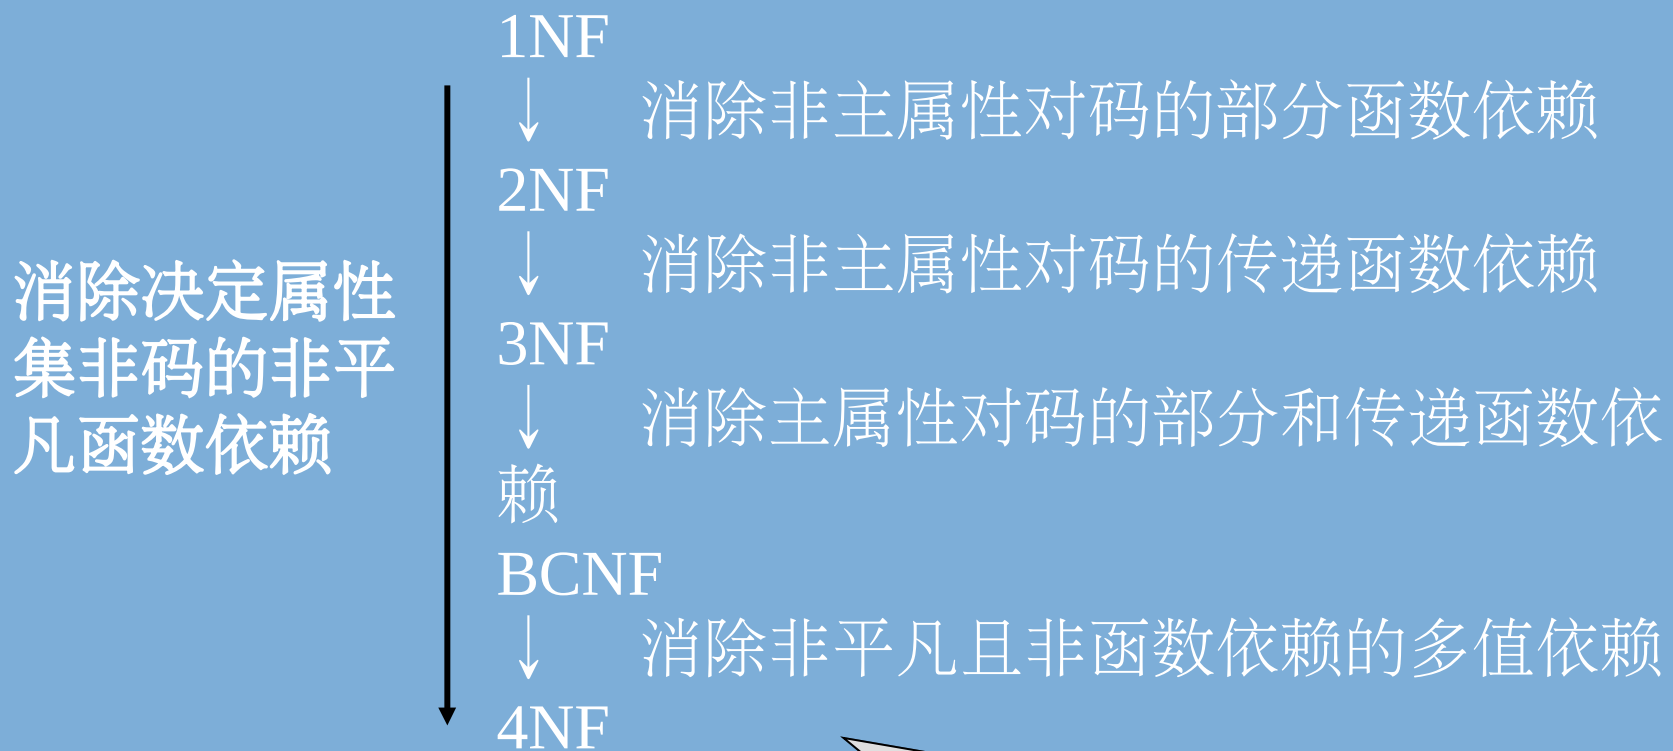 消除决定属性
集非码的非平
凡函数依赖
1NF
↓ 消除非主属性对码的部分函数依赖
2NF
↓ 消除非主属性对码的传递函数依赖
3NF
↓ 消除主属性对码的部分和传递函数依
赖
BCNF
↓ 消除非平凡且非函数依赖的多值依赖
4NF